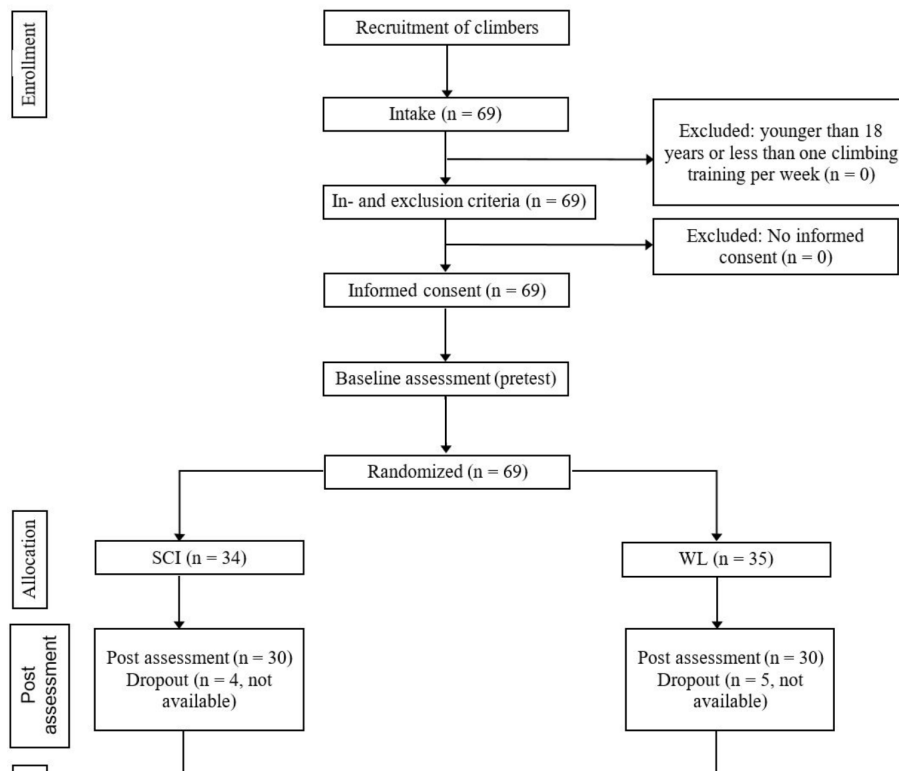 Enrollment
Recruitment of climbers
Intake (n = 69)
Excluded: younger than 18
years or less than one climbing
training per week (n = 0)
In- and exclusion criteria (n = 69)
Excluded: No informed
consent (n = 0)
Informed consent (n = 69)
Baseline assessment (pretest)
Randomized (n = 69)
Allocation
SCI (n = 34)
WL (n = 35)
Post
assessment
Post assessment (n = 30)
Dropout (n = 4, not
available)
Post assessment (n = 30)
Dropout (n = 5, not
available)